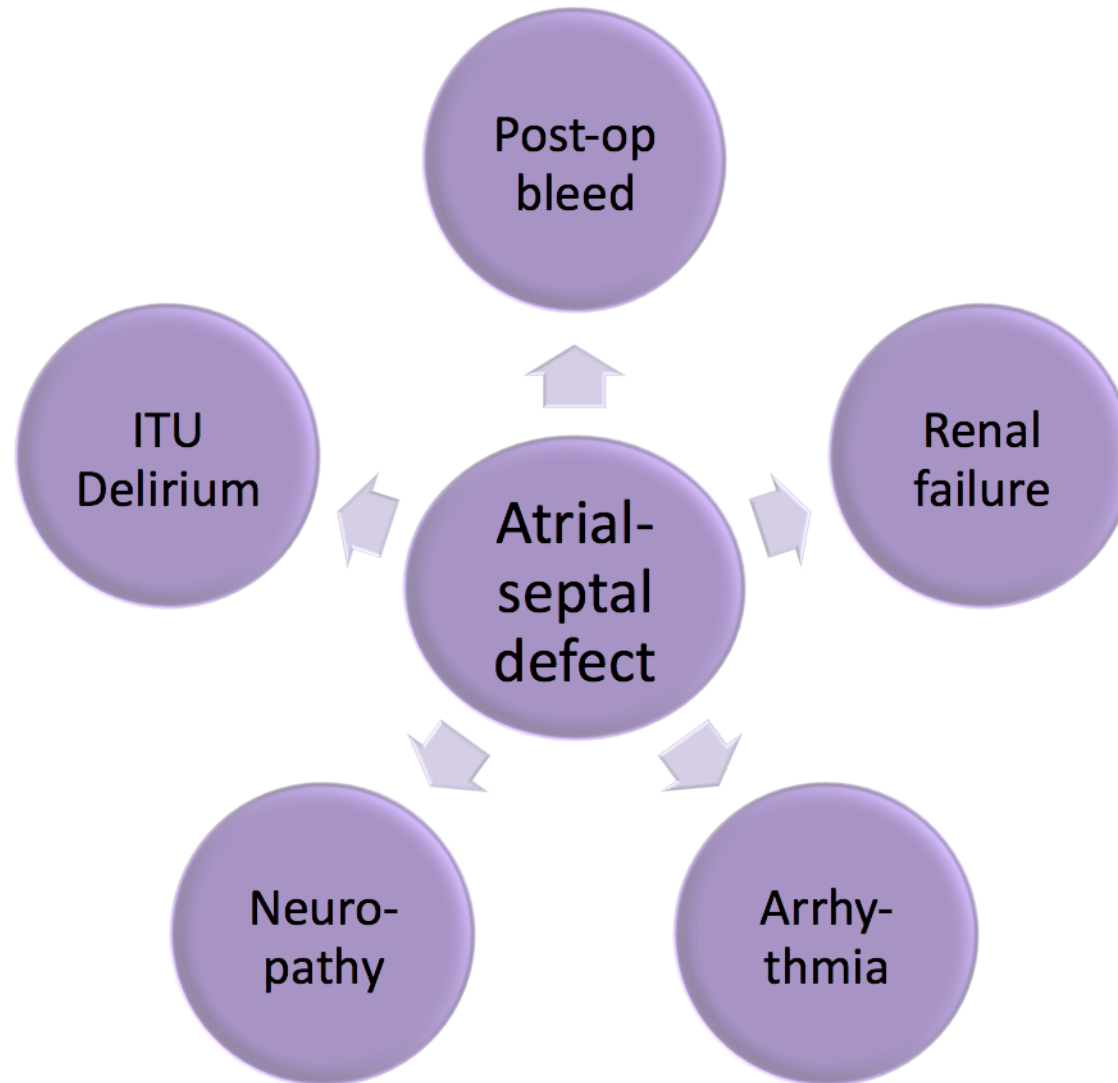 Post-op
bleed
ITU
Delirium
Renal
failure
Atrial-
septal
defect
Neuro-
pathy
Arrhy-
thmia